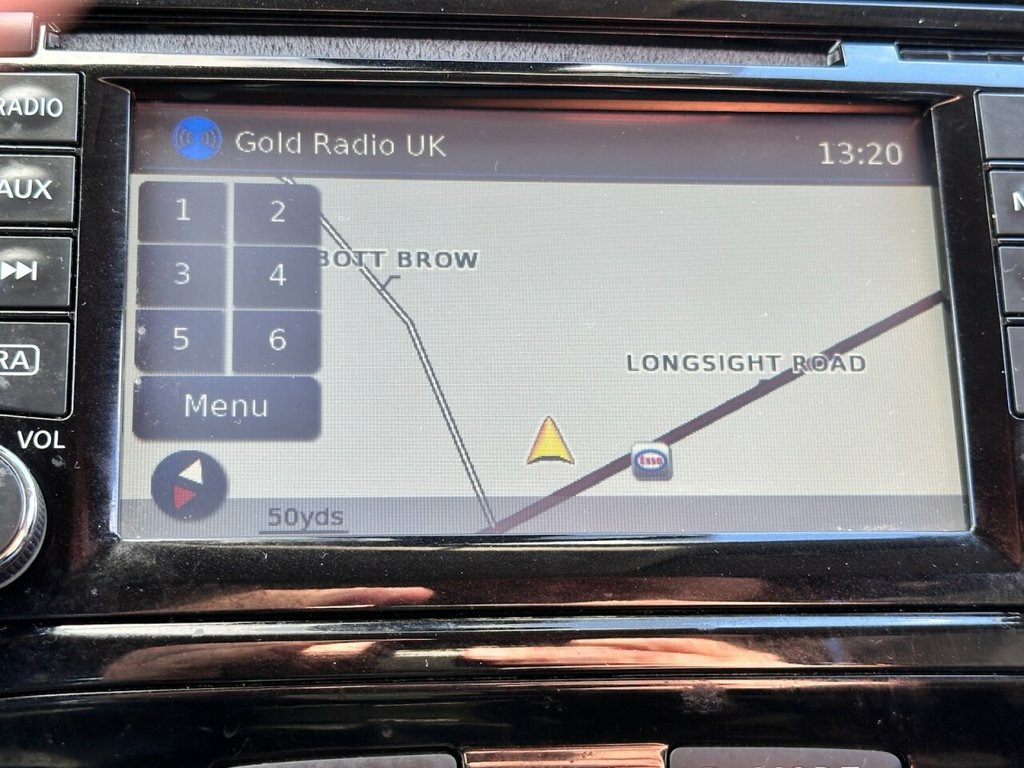 RADIO
Gold Radio UK
13:20
AUX
1 2
BOTT BROW
3 4
5 6
RA
LONGSIGHT ROAD
Menu
VOL
Esso
50yds